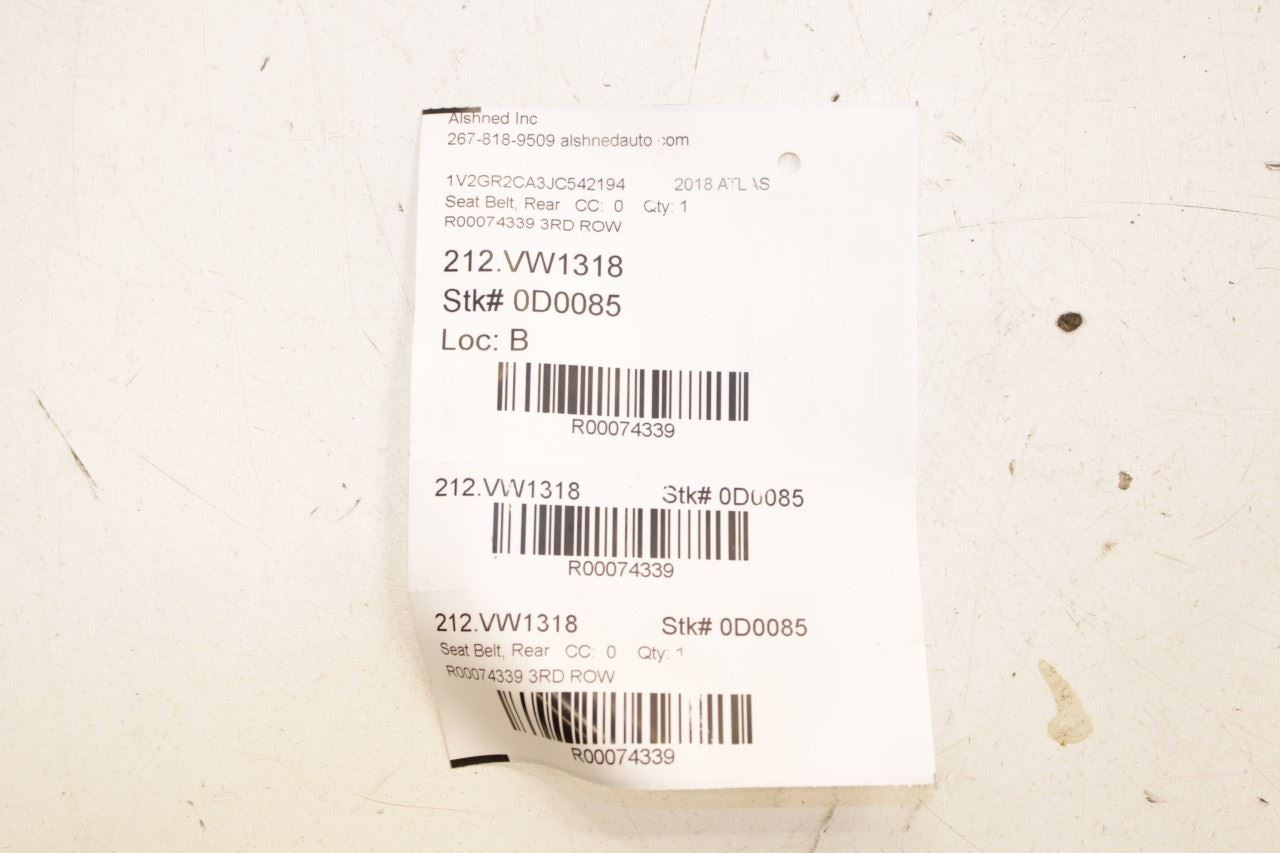 Alshned Inc
267-818-9509 alshnedauto.com
1V2GR2CA3JC542194 2018 ATLAS
Seat Belt, Rear CC: 0 Qty: 1
R00074339 3RD ROW
212.VW1318
Stk# 0D0085
Loc: B
R00074339
212.VW1318 Stk# 0D0085
R00074339
212.VW1318 Stk# 0D0085
Seat Belt, Rear CC: 0 Qty: 1
R00074339 3RD ROW
R00074339